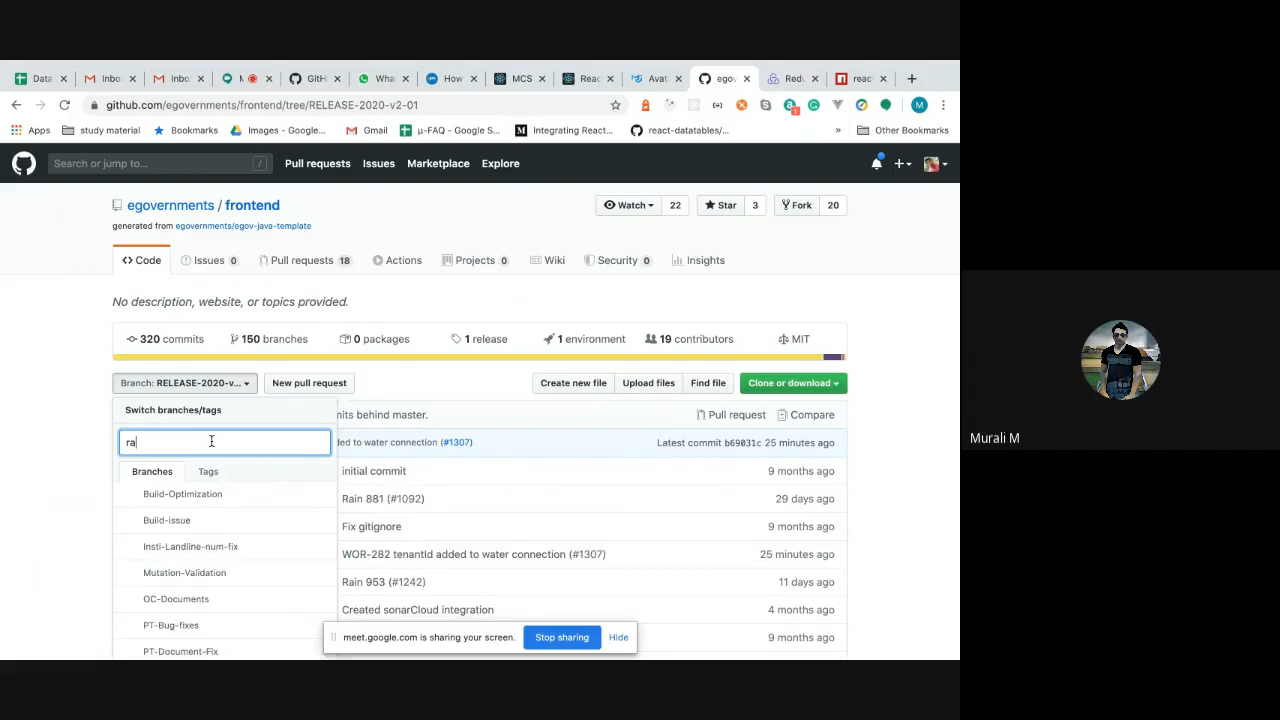 Data
Inbo
Inbo
M
GitH
Wha
How
MCS
Reac
Avata
egov
Redu
reac
github.com/egovernments/frontend/tree/RELEASE-2020-v2-01
M
Apps
study material
Bookmarks
Images - Google...
Gmail
μ-FAQ - Google S...
Integrating React...
react-datatables/...
»
Other Bookmarks
Search or jump to...
/
Pull requests
Issues
Marketplace
Explore
egovernments / frontend
Watch
22
Star
3
Fork
20
generated from egovernments/egov-java-template
Code
Issues 0
Pull requests 18
Actions
Projects 0
Wiki
Security 0
Insights
No description, website, or topics provided.
320 commits
150 branches
0 packages
1 release
1 environment
19 contributors
MIT
Branch: RELEASE-2020-v...
New pull request
Create new file
Upload files
Find file
Clone or download
Switch branches/tags
mits behind master.
Pull request
Compare
ra
ded to water connection (#1307)
Latest commit b69031c 25 minutes ago
Branches
Tags
initial commit
9 months ago
Build-Optimization
Rain 881 (#1092)
29 days ago
Build-issue
Fix gitignore
9 months ago
Insti-Landline-num-fix
WOR-282 tenantId added to water connection (#1307)
25 minutes ago
Mutation-Validation
Rain 953 (#1242)
11 days ago
OC-Documents
Created sonarCloud integration
4 months ago
PT-Bug-fixes
meet.google.com is sharing your screen.
Stop sharing
Hide
9 months ago
PT-Document-Fix
Murali M